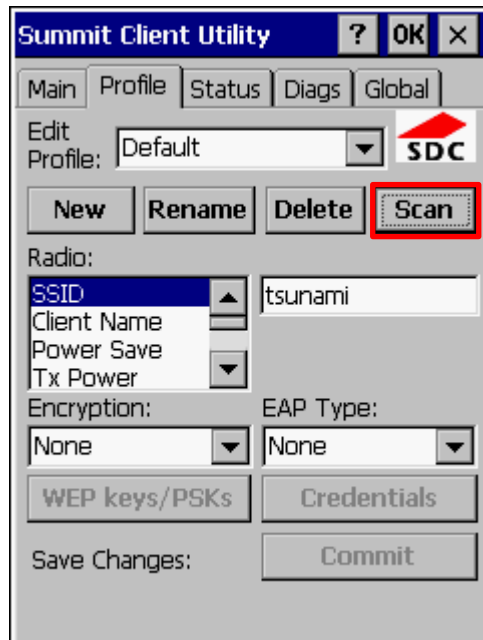 Summit Client Utility ? OK ×
Main Profile Status Diags Global
Edit
Profile: Default
SDC
New Rename Delete Scan
Radio:
SSID tsunami
Client Name
Power Save
Tx Power
Encryption: EAP Type:
None None
WEP keys/PSKs Credentials
Save Changes: Commit